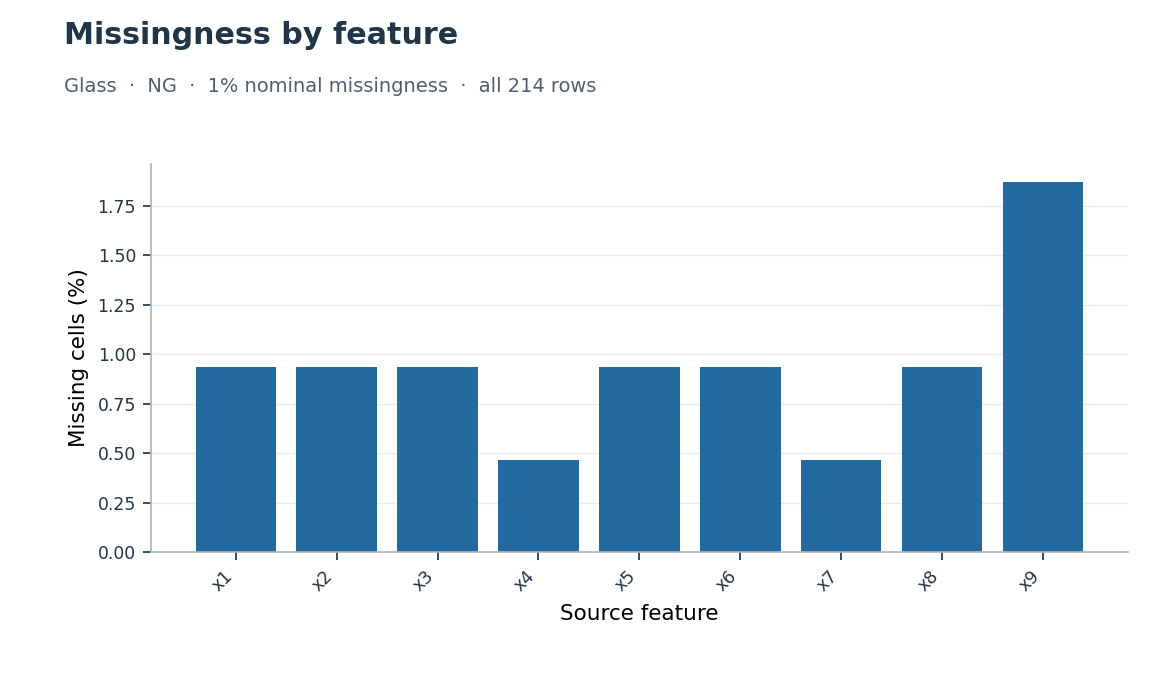 Missingness by feature
Glass · NG · 1% nominal missingness · all 214 rows
1.75
1.50
1.25
1.00
0.75
0.50
0.25
0.00
Missing cells (%)
x1 x2 x3 x4 x5 x6 x7 x8 x9
Source feature